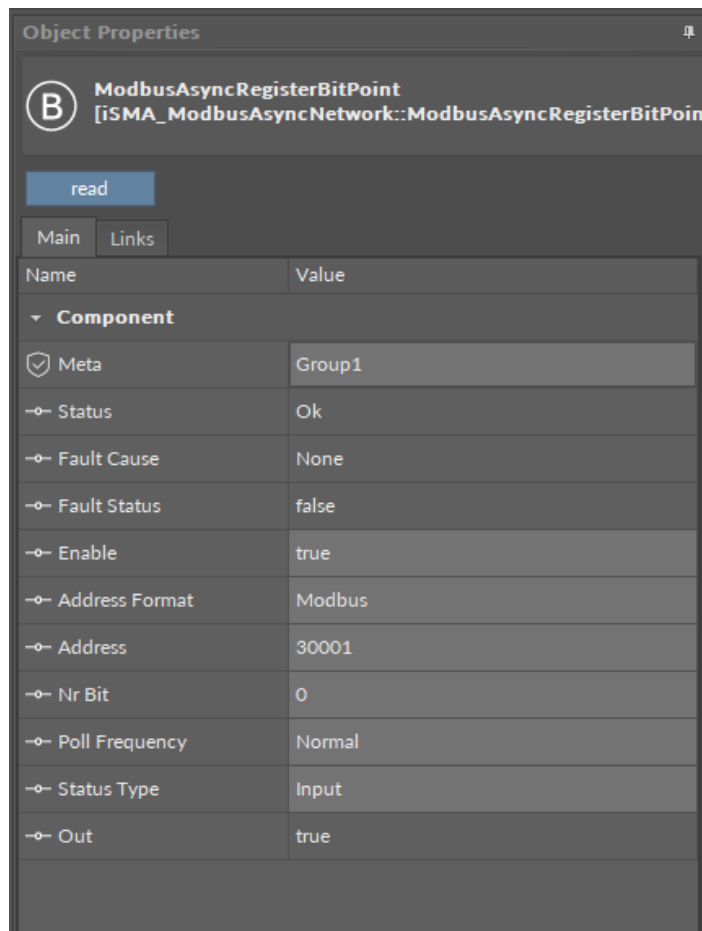 Object Properties
B
ModbusAsyncRegisterBitPoint
[iSMA_ModbusAsyncNetwork::ModbusAsyncRegisterBitPoin
read
Main Links
Name Value
Component
Meta Group1
Status Ok
Fault Cause None
Fault Status false
Enable true
Address Format Modbus
Address 30001
Nr Bit 0
Poll Frequency Normal
Status Type Input
Out true